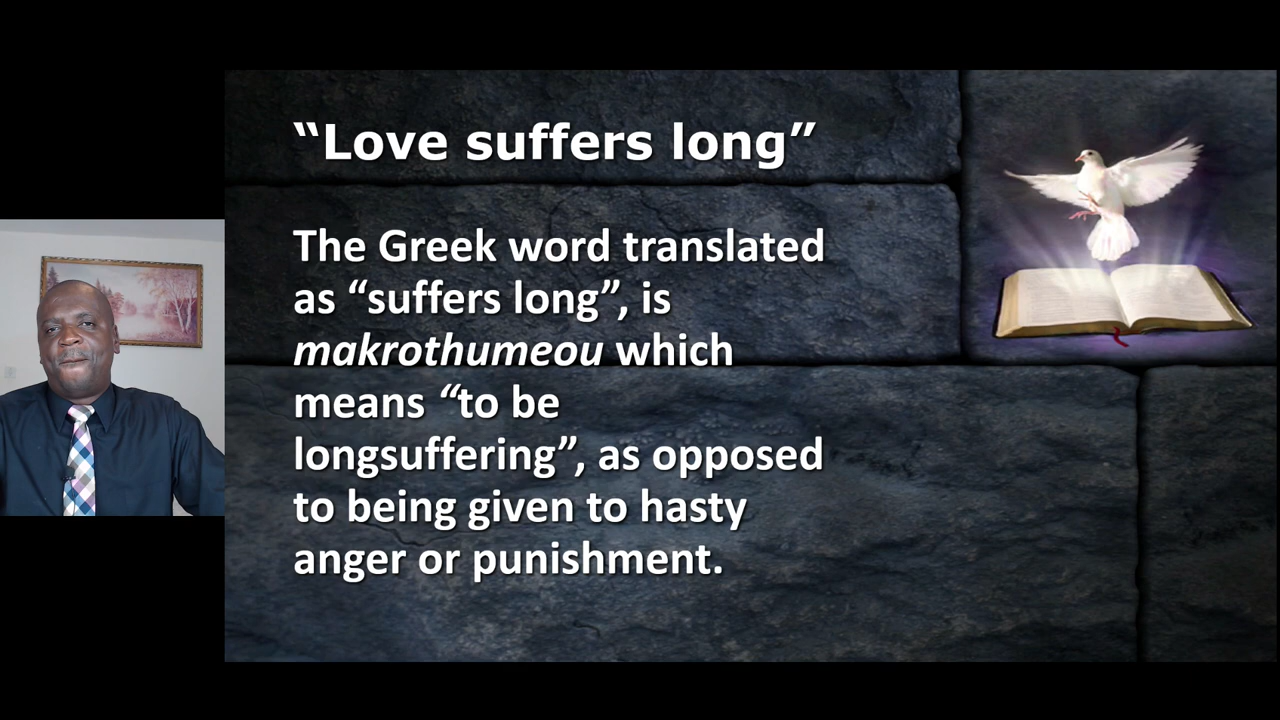 “Love suffers long”
The Greek word translated
as “suffers long”, is
makrothumeou which
means “to be
longsuffering”, as opposed
to being given to hasty
anger or punishment.